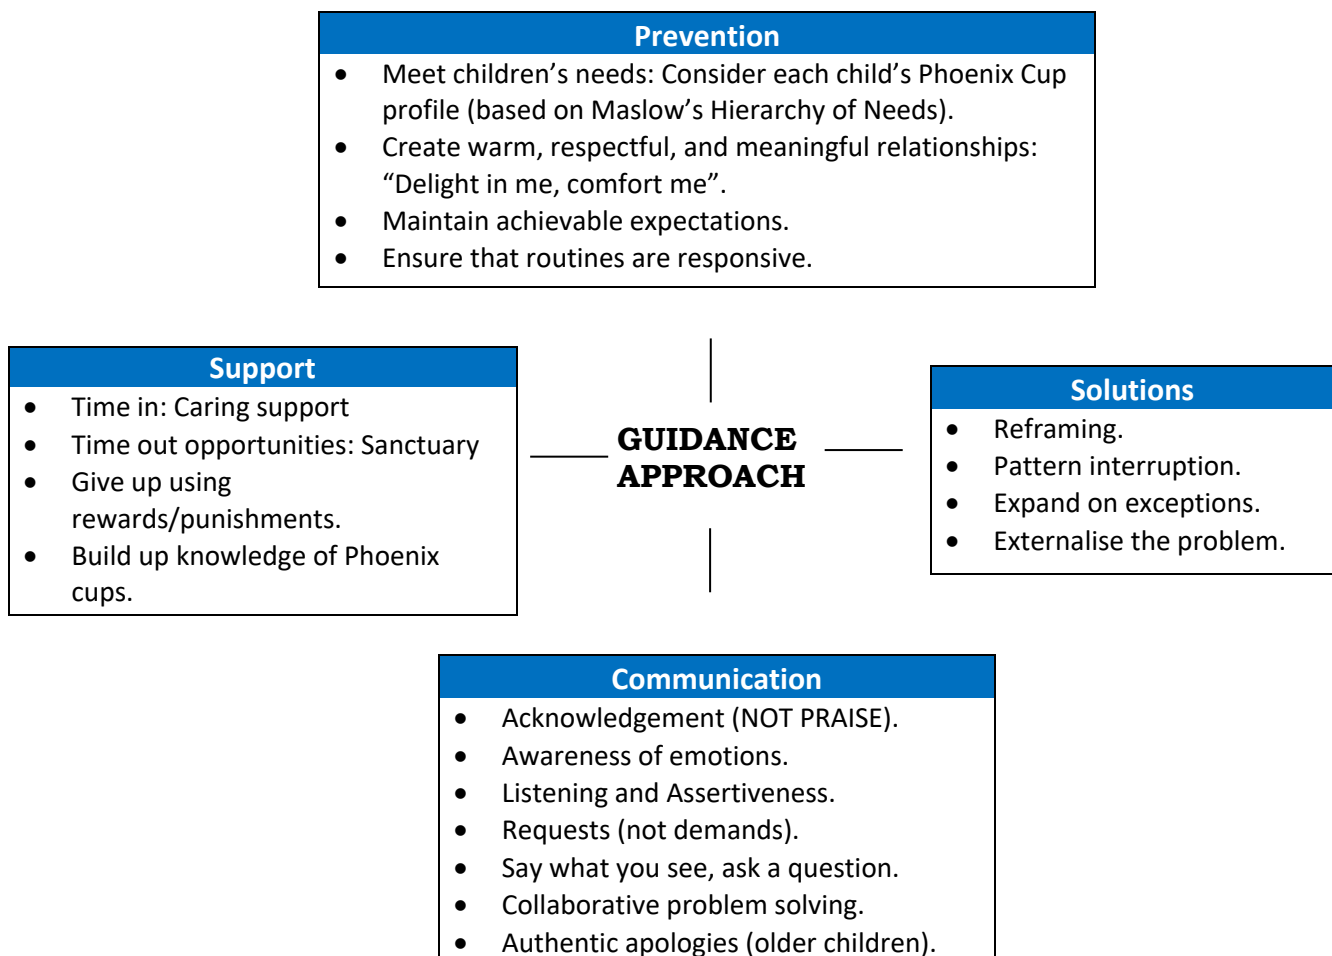 Prevention
• Meet children’s needs: Consider each child’s Phoenix Cup
profile (based on Maslow’s Hierarchy of Needs).
• Create warm, respectful, and meaningful relationships:
“Delight in me, comfort me”.
• Maintain achievable expectations.
• Ensure that routines are responsive.
Support
• Time in: Caring support
• Time out opportunities: Sanctuary
• Give up using
rewards/punishments.
• Build up knowledge of Phoenix
cups.
GUIDANCE
APPROACH
Solutions
• Reframing.
• Pattern interruption.
• Expand on exceptions.
• Externalise the problem.
Communication
• Acknowledgement (NOT PRAISE).
• Awareness of emotions.
• Listening and Assertiveness.
• Requests (not demands).
• Say what you see, ask a question.
• Collaborative problem solving.
• Authentic apologies (older children).